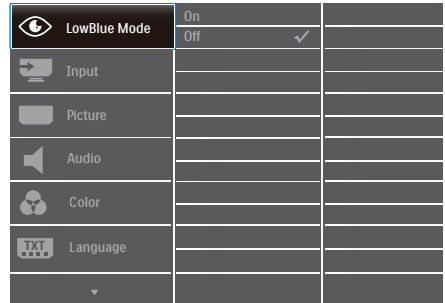 LowBlue Mode
On
Off
Input
Picture
Audio
Color
TXT
Language